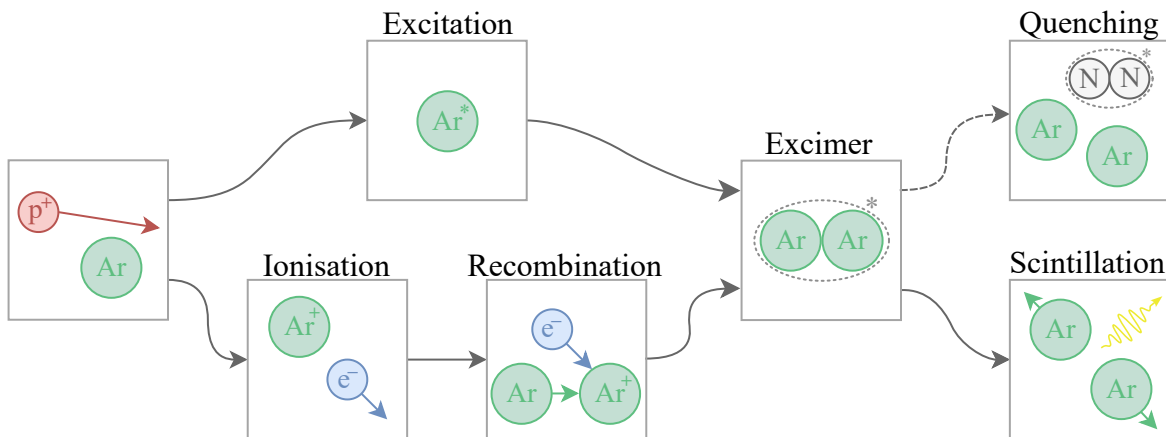 Excitation
Ar*
Quenching
N N *
Ar
Ar
p+
Ar
Excimer
Ar Ar *
Ionisation
Ar+
e−
Recombination
e−
Ar Ar+
Scintillation
Ar
Ar